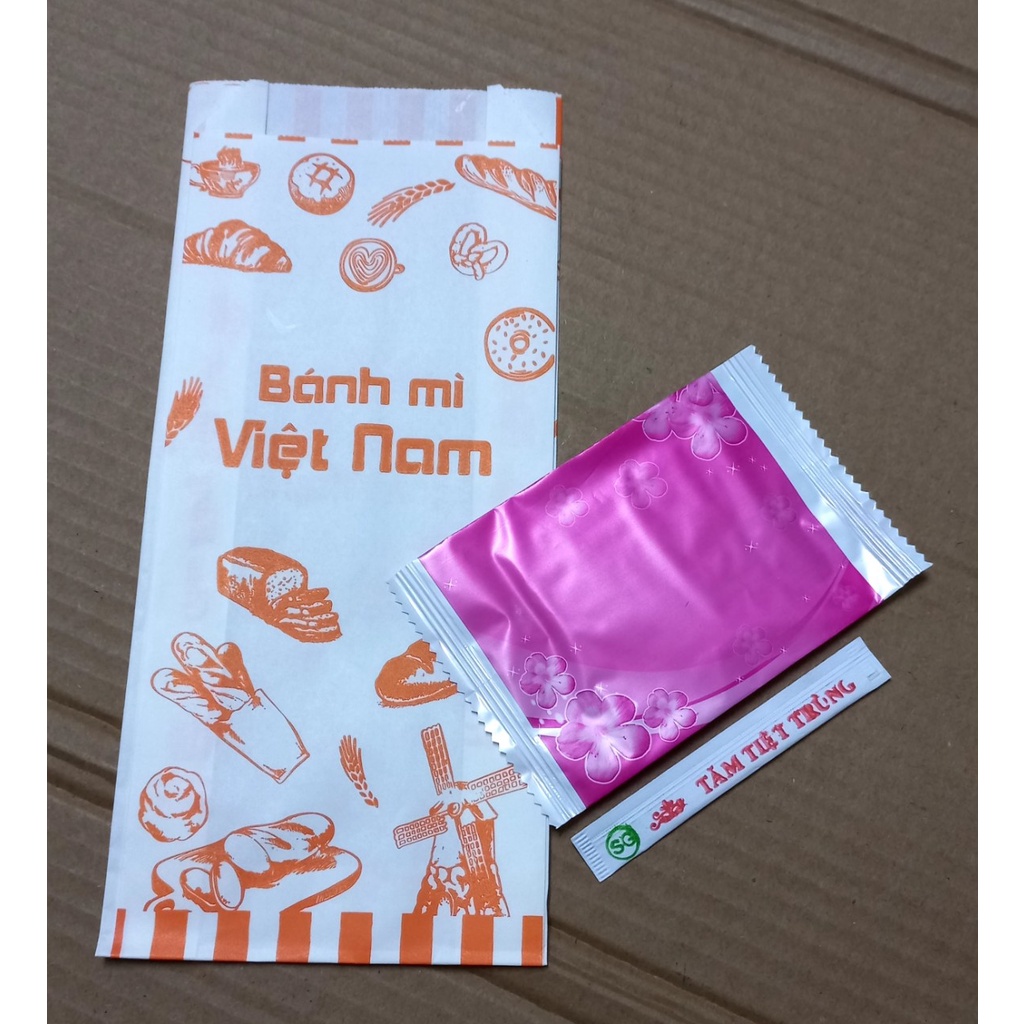 Bánh mì
Việt Nam
TĂM TIỆT TRÙNG
SG